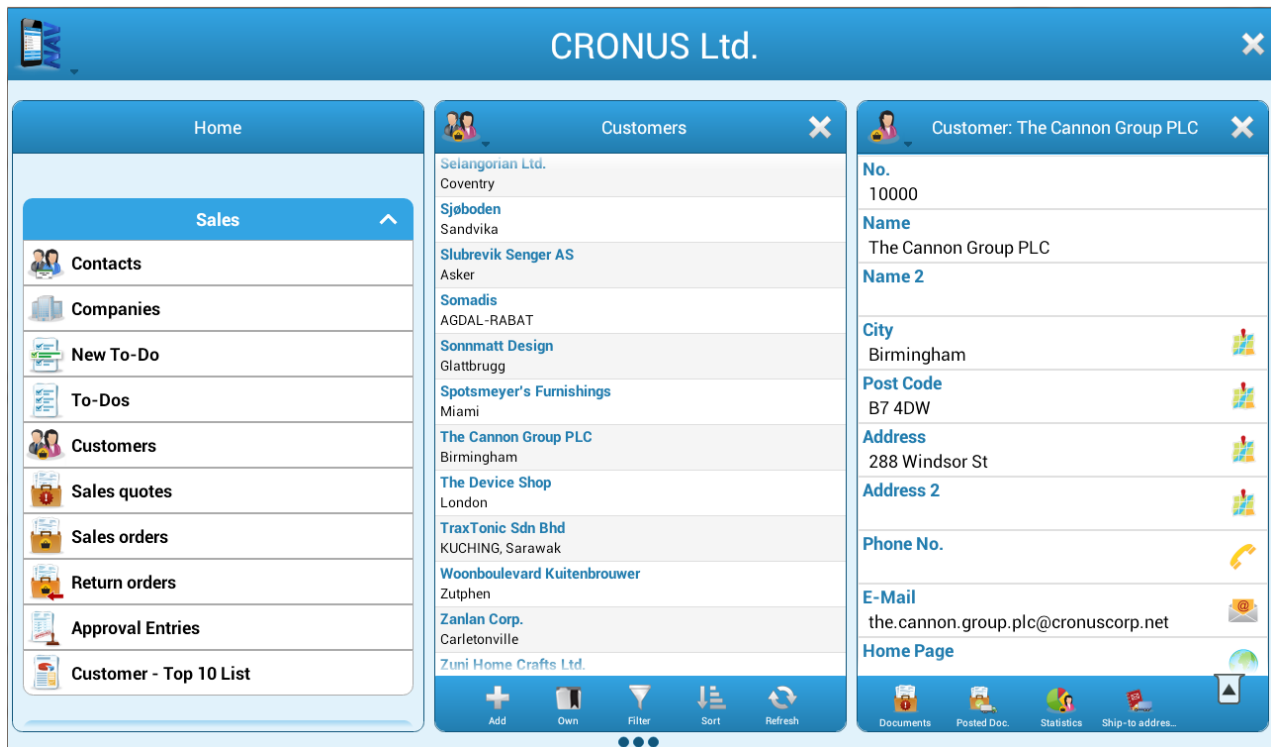 NAV
CRONUS Ltd.
Home
Sales
Contacts
Companies
New To-Do
To-Dos
Customers
Sales quotes
Sales orders
Return orders
Approval Entries
Customer - Top 10 List
Customers
Selangorian Ltd.
Coventry
Sjøboden
Sandvika
Slubrevik Senger AS
Asker
Somadis
AGDAL-RABAT
Sonnmatt Design
Glattbrugg
Spotsmeyer's Furnishings
Miami
The Cannon Group PLC
Birmingham
The Device Shop
London
TraxTonic Sdn Bhd
KUCHING, Sarawak
Woonboulevard Kuitenbrouwer
Zutphen
Zanlan Corp.
Carletonville
Zuni Home Crafts Ltd.
Add Own Filter Sort Refresh
Customer: The Cannon Group PLC
No.
10000
Name
The Cannon Group PLC
Name 2
City
Birmingham
Post Code
B7 4DW
Address
288 Windsor St
Address 2
Phone No.
E-Mail
the.cannon.group.plc@cronuscorp.net
Home Page
Documents Posted Doc. Statistics Ship-to addres...